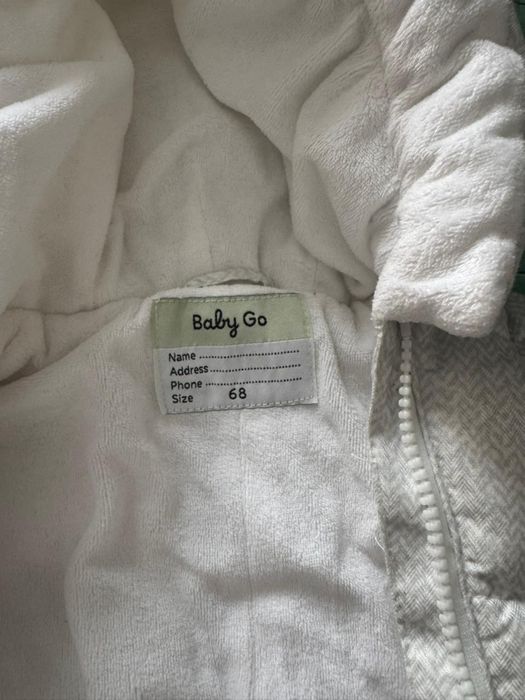 Baby Go
Name ........................
Address......................
Phone ........................
Size 68